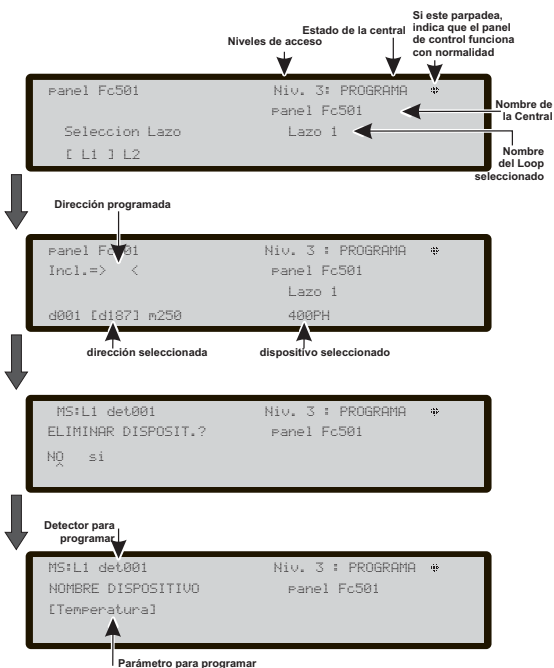 Si este parpadea,
indica que el panel
de control funciona
con normalidad
Estado de la central
Niveles de acceso
panel Fc501 Niv. 3: PROGRAMA
panel Fc501
Nombre de
la Central
Seleccion Lazo Lazo 1
[ L1 ] L2
Nombre
del Loop
seleccionado
Dirección programada
panel Fc501 Niv. 3 : PROGRAMA
Incl.=> < panel Fc501
Lazo 1
d001 [d187] m250 400PH
dirección seleccionada dispositivo seleccionado
MS:L1 det001 Niv. 3 : PROGRAMA
ELIMINAR DISPOSIT.? panel Fc501
NO si
^
Detector para
programar
MS:L1 det001 Niv. 3 : PROGRAMA
NOMBRE DISPOSITIVO panel Fc501
[Temperatura]
Parámetro para programar